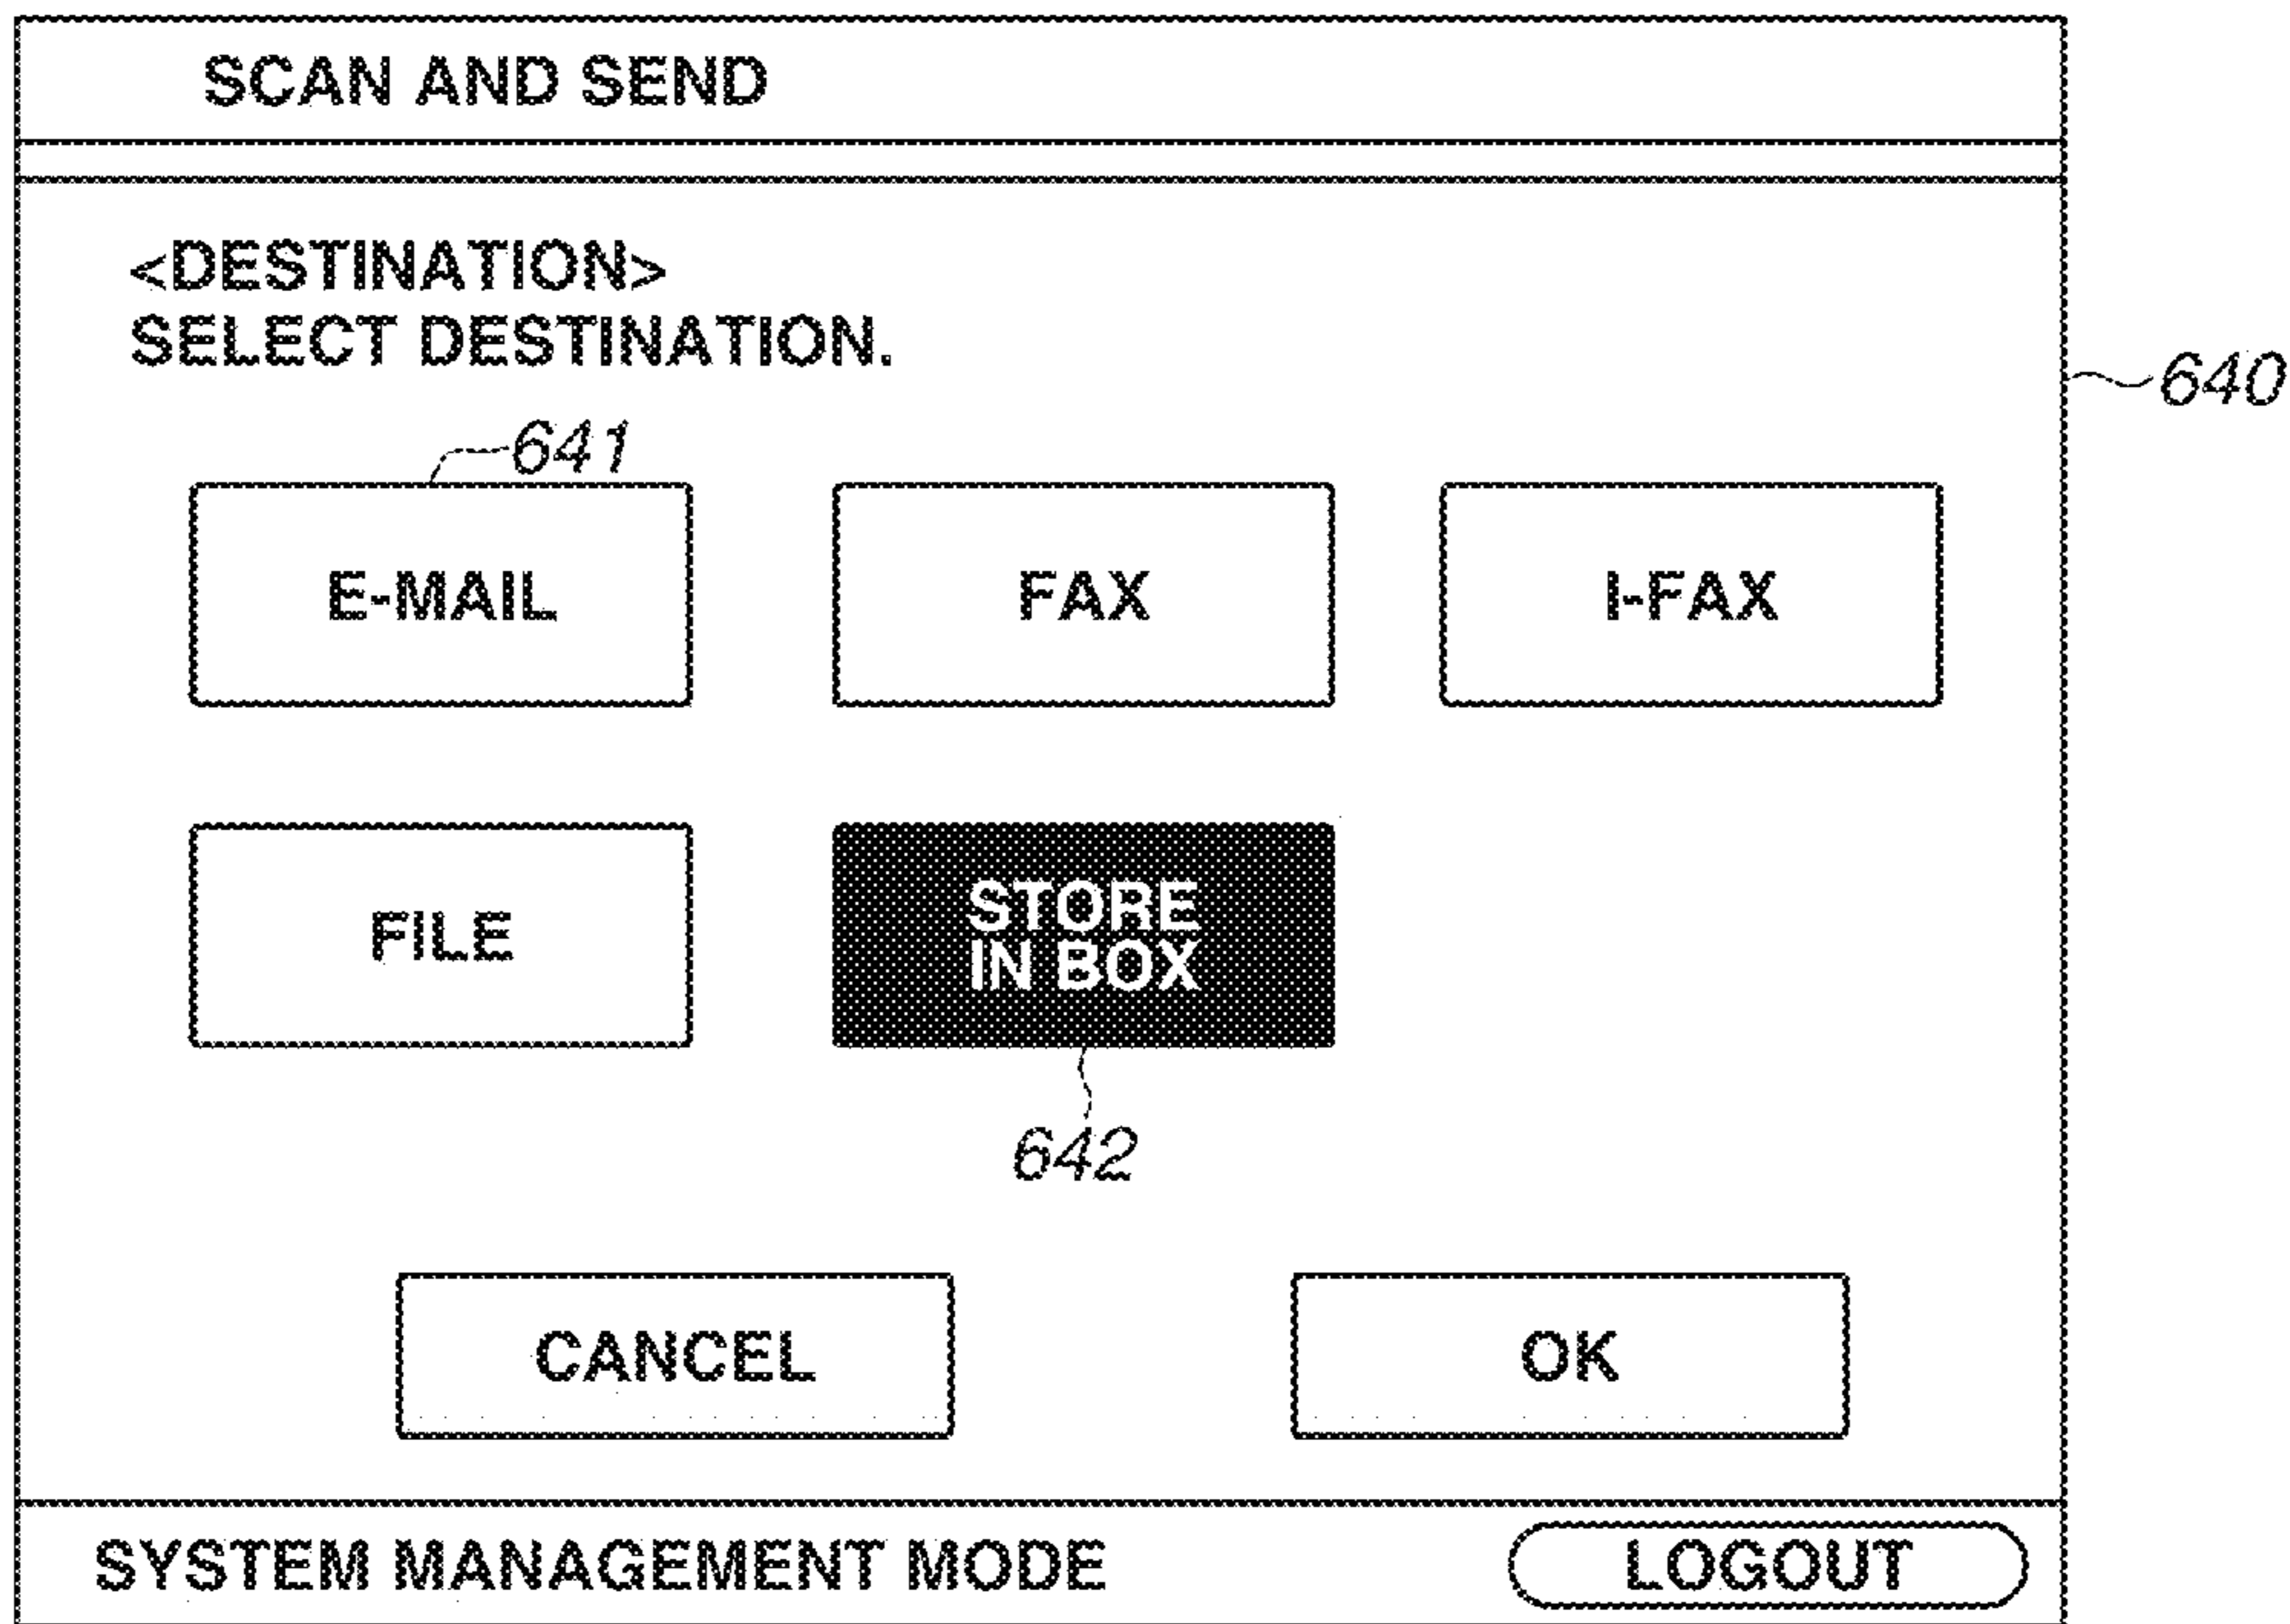 SCAN AND SEND
<DESTINATION>
SELECT DESTINATION.
640
641
E-MAIL
FAX
I-FAX
FILE
STORE
IN BOX
642
CANCEL
OK
SYSTEM MANAGEMENT MODE
LOGOUT